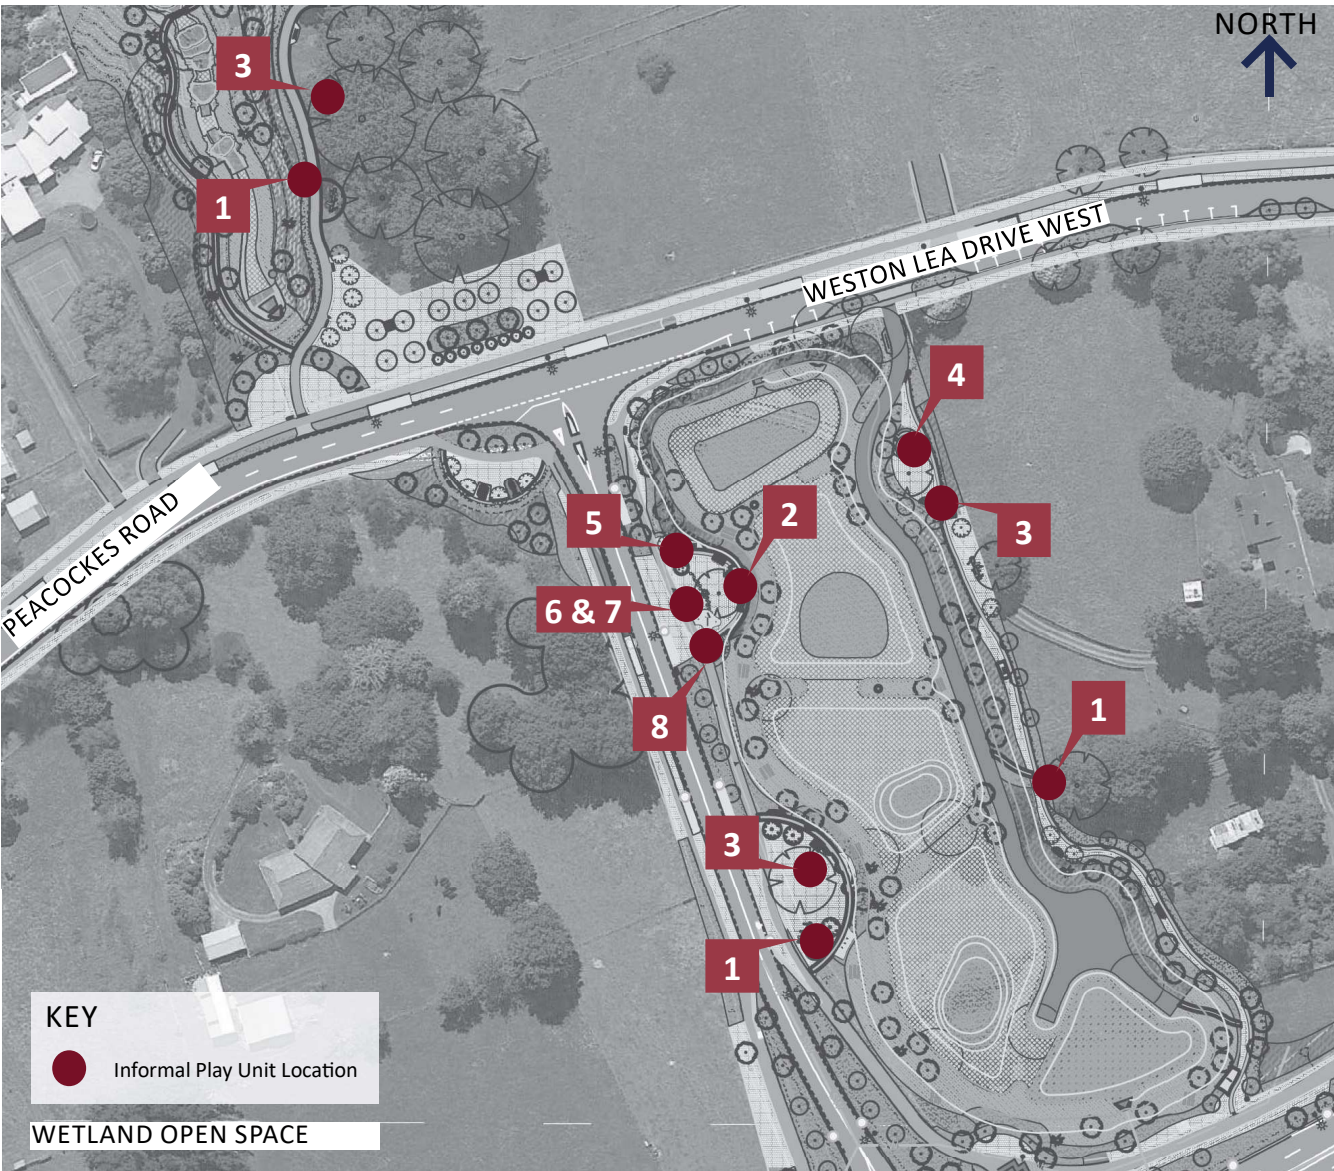 NORTH
3
1
WESTON LEA DRIVE WEST
4
2
5
3
PEACOCKES ROAD
6 & 7
8
1
3
1
KEY
Informal Play Unit Location
WETLAND OPEN SPACE